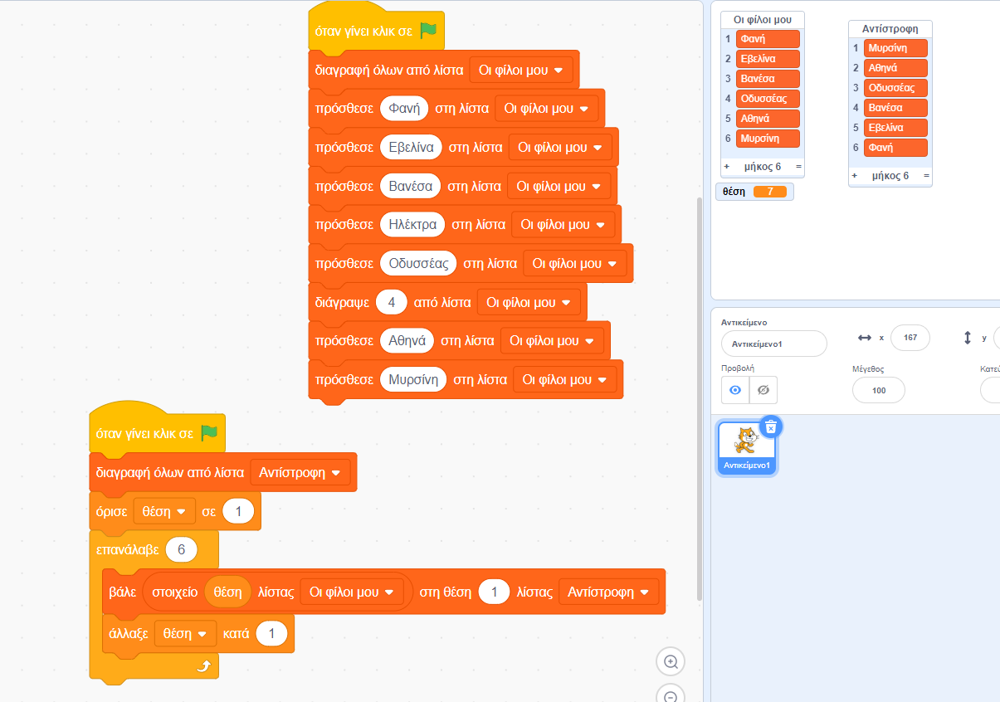 όταν γίνει κλικ σε
διαγραφή όλων από λίστα Οι φίλοι μου
πρόσθεσε Φανή στη λίστα Οι φίλοι μου
πρόσθεσε Εβελίνα στη λίστα Οι φίλοι μου
πρόσθεσε Βανέσα στη λίστα Οι φίλοι μου
πρόσθεσε Ηλέκτρα στη λίστα Οι φίλοι μου
πρόσθεσε Οδυσσέας στη λίστα Οι φίλοι μου
διάγραψε 4 από λίστα Οι φίλοι μου
πρόσθεσε Αθηνά στη λίστα Οι φίλοι μου
πρόσθεσε Μυρσίνη στη λίστα Οι φίλοι μου
όταν γίνει κλικ σε
διαγραφή όλων από λίστα Αντίστροφη
όρισε θέση σε 1
επανάλαβε 6
βάλε στοιχείο θέση λίστας Οι φίλοι μου στη θέση 1 λίστας Αντίστροφη
άλλαξε θέση κατά 1
Οι φίλοι μου
1 Φανή
2 Εβελίνα
3 Βανέσα
4 Οδυσσέας
5 Αθηνά
6 Μυρσίνη
+ μήκος 6 =
θέση 7
Αντίστροφη
1 Μυρσίνη
2 Αθηνά
3 Οδυσσέας
4 Βανέσα
5 Εβελίνα
6 Φανή
+ μήκος 6 =
Αντικείμενο
Αντικείμενο1 x 167 y
Προβολή Μέγεθος
100
Αντικείμενο1